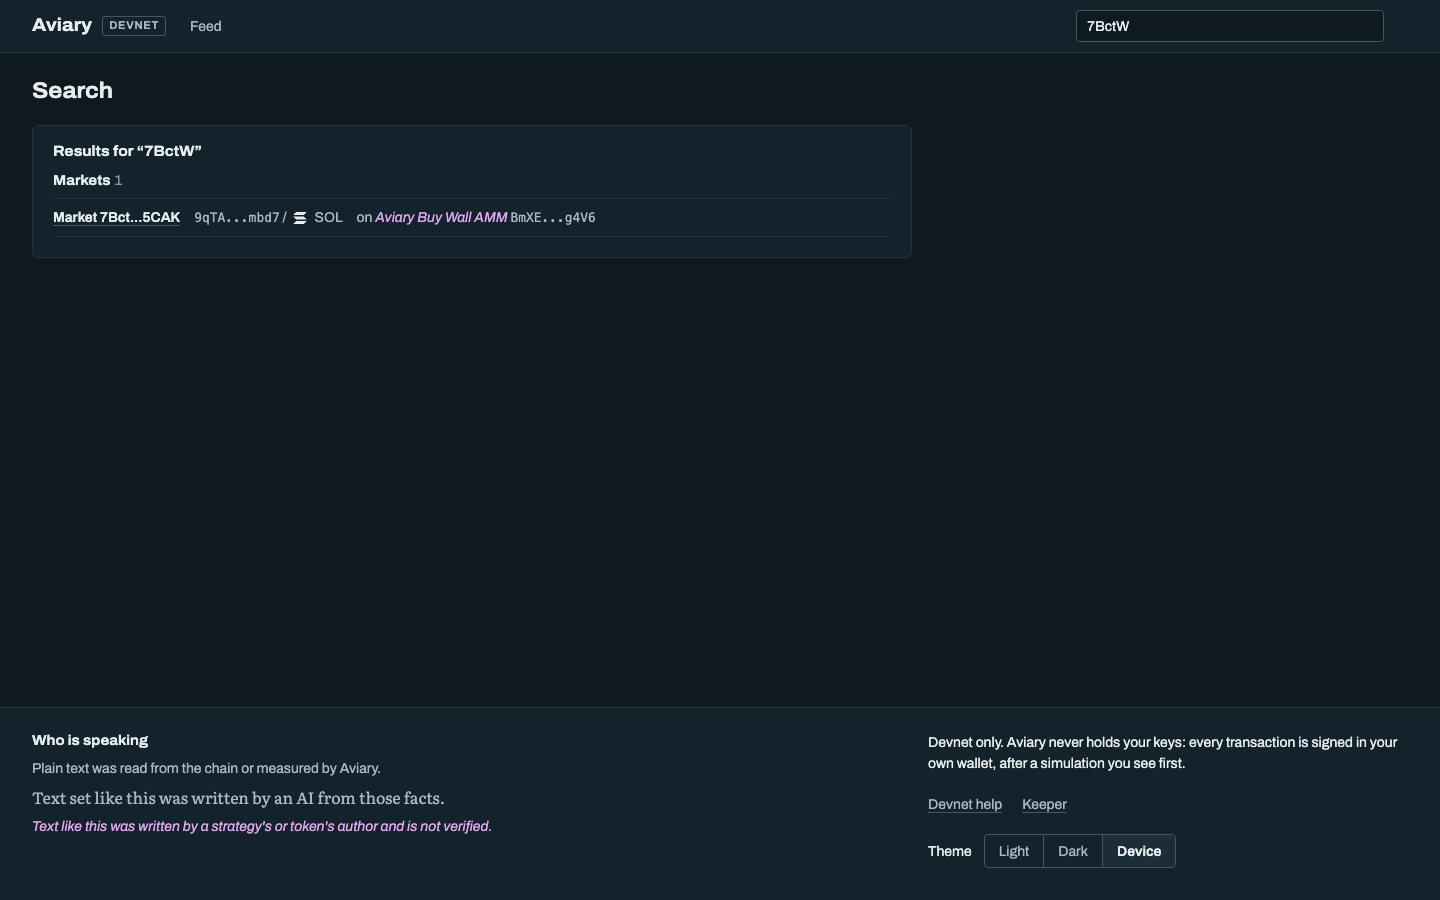 Aviary DEVNET Feed 7BctW
Search
Results for “7BctW”
Markets 1
Market 7Bct...5CAK 9qTA...mbd7 / SOL on Aviary Buy Wall AMM BmXE...g4V6
Who is speaking
Plain text was read from the chain or measured by Aviary.
Text set like this was written by an AI from those facts.
Text like this was written by a strategy's or token's author and is not verified.
Devnet only. Aviary never holds your keys: every transaction is signed in your
own wallet, after a simulation you see first.
Devnet help Keeper
Theme Light Dark Device